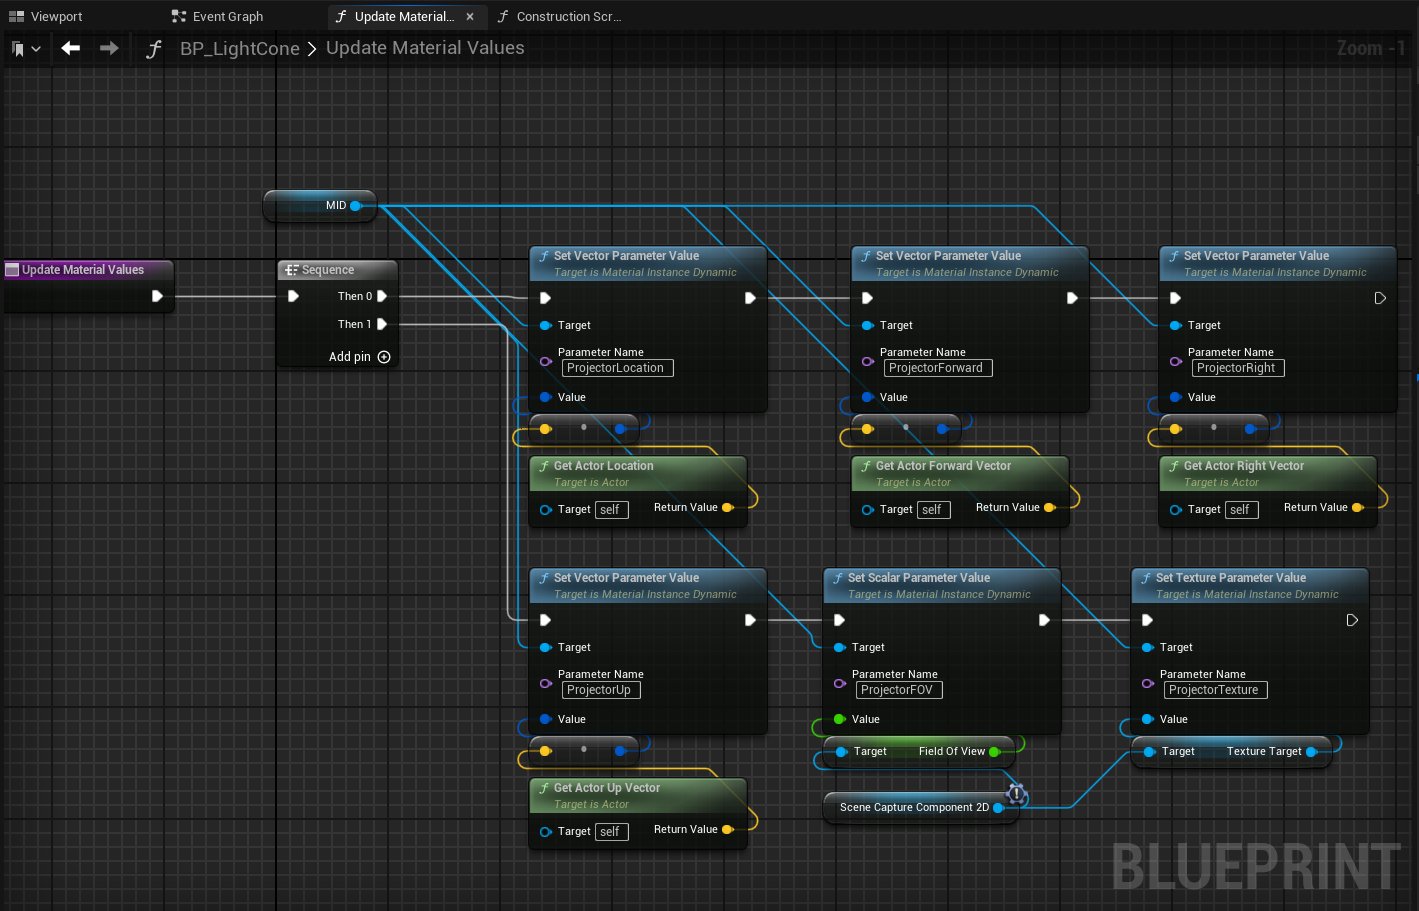 Viewport
Event Graph
Update Material...
Construction Scr...
BP_LightCone > Update Material Values
Zoom -1
MID
Update Material Values
Sequence
Then 0
Then 1
Add pin
Set Vector Parameter Value
Target is Material Instance Dynamic
Target
Parameter Name
ProjectorLocation
Value
Get Actor Location
Target is Actor
Target self
Return Value
Set Vector Parameter Value
Target is Material Instance Dynamic
Target
Parameter Name
ProjectorForward
Value
Get Actor Forward Vector
Target is Actor
Target self
Return Value
Set Vector Parameter Value
Target is Material Instance Dynamic
Target
Parameter Name
ProjectorRight
Value
Get Actor Right Vector
Target is Actor
Target self
Return Value
Set Vector Parameter Value
Target is Material Instance Dynamic
Target
Parameter Name
ProjectorUp
Value
Get Actor Up Vector
Target is Actor
Target self
Return Value
Set Scalar Parameter Value
Target is Material Instance Dynamic
Target
Parameter Name
ProjectorFOV
Value
Target Field Of View
Scene Capture Component 2D
Set Texture Parameter Value
Target is Material Instance Dynamic
Target
Parameter Name
ProjectorTexture
Value
Target Texture Target
BLUEPRINT